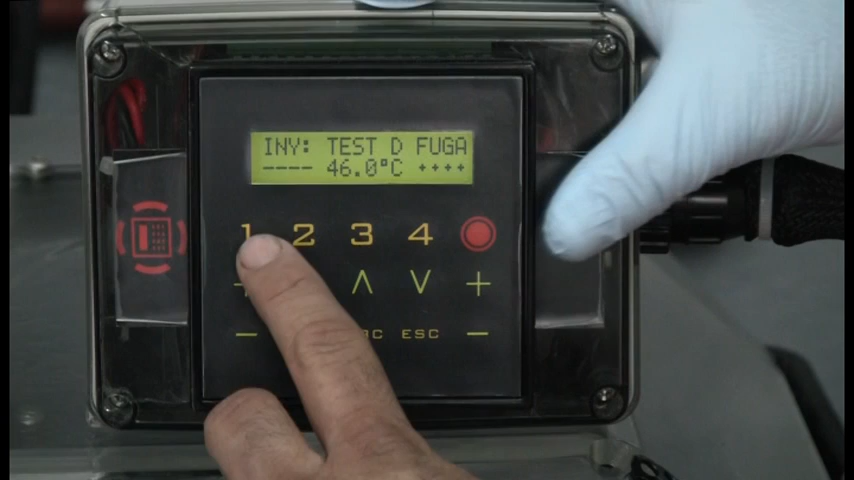 INY: TEST D FUGA
---- 46.0°C ++++
1 2 3 4
+ ∧ ∨ +
- ESC -